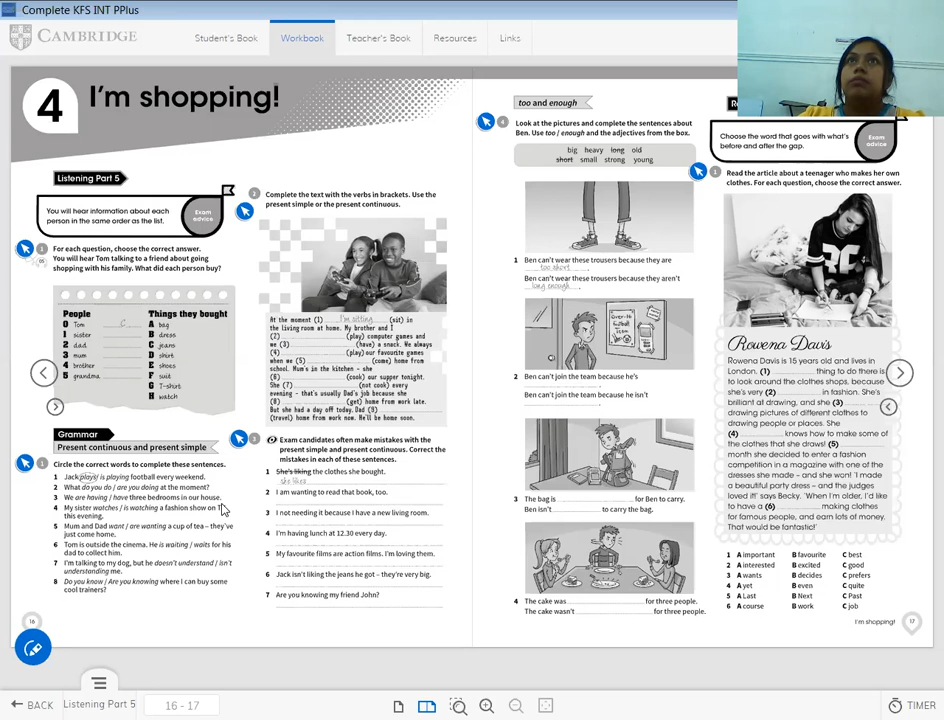 Complete KFS INT PPlus
CAMBRIDGE
Student's Book
Workbook
Teacher's Book
Resources
Links
4
I'm shopping!
Listening Part 5
You will hear information about each
person in the same order as the list.
Exam
advice
1
05
For each question, choose the correct answer.
You will hear Tom talking to a friend about going
shopping with his family. What did each person buy?
People
0 Tom C
1 sister
2 dad
3 mum
4 brother
5 grandma
Things they bought
A bag
B dress
C jeans
D shirt
E shoes
F suit
G T-shirt
H watch
Grammar
Present continuous and present simple
1 Circle the correct words to complete these sentences.
1 Jack plays / is playing football every weekend.
2 What do you do / are you doing at the moment?
3 We are having / have three bedrooms in our house.
4 My sister watches / is watching a fashion show on
this evening.
5 Mum and Dad want / are wanting a cup of tea – they've
just come home.
6 Tom is outside the cinema. He is waiting / waits for his
dad to collect him.
7 I'm talking to my dog, but he doesn't understand / isn't
understanding me.
8 Do you know / Are you knowing where I can buy some
cool trainers?
16
2 Complete the text with the verbs in brackets. Use the
present simple or the present continuous.
At the moment (1) I'm sitting (sit) in
the living room at home. My brother and I
(2) (play) computer games and
we (3) (have) a snack. We always
(4) (play) our favourite games
when we (5) (come) home from
school. Mum's in the kitchen – she
(6) (cook) our supper tonight.
She (7) (not cook) every
evening – that's usually Dad's job because she
(8) (get) home from work late.
But she had a day off today. Dad (9)
(travel) home from work now. He'll be home soon.
3 Exam candidates often make mistakes with the
present simple and present continuous. Correct the
mistakes in each of these sentences.
1 She's liking the clothes she bought.
she likes
2 I am wanting to read that book, too.
3 I not needing it because I have a new living room.
4 I'm having lunch at 12.30 every day.
5 My favourite films are action films. I'm loving them.
6 Jack isn't liking the jeans he got – they're very big.
7 Are you knowing my friend John?
too and enough
4 Look at the pictures and complete the sentences about
Ben. Use too / enough and the adjectives from the box.
big heavy long old
short small strong young
1 Ben can't wear these trousers because they are
too short .
Ben can't wear these trousers because they aren't
long enough .
2 Ben can't join the team because he's
.
Ben can't join the team because he isn't
.
3 The bag is for Ben to carry.
Ben isn't to carry the bag.
4 The cake was for three people.
The cake wasn't for three people.
Choose the word that goes with what's
before and after the gap.
Exam
advice
1 Read the article about a teenager who makes her own
clothes. For each question, choose the correct answer.
Rowena Davis
Rowena Davis is 15 years old and lives in
London. (1) thing to do there is
to look around the clothes shops, because
she's very (2) in fashion. She's
brilliant at drawing, and she (3)
drawing pictures of different clothes to
drawing people or pictures. She
(4) knows how to make some of
the clothes that she draws! (5)
month she decided to enter a fashion
competition in a magazine with one of the
dresses she made – and she won! 'I made
a beautiful party dress – and the judges
loved it!' says Becky. 'When I'm older, I'd like
to have a (6) making clothes
for famous people, and earn lots of money.
That would be fantastic!'
1 A important B favourite C best
2 A interested B excited C good
3 A wants B decides C prefers
4 A yet B even C quite
5 A Last B Next C Past
6 A course B work C job
I'm shopping!
17
BACK
Listening Part 5
16 - 17
TIMER